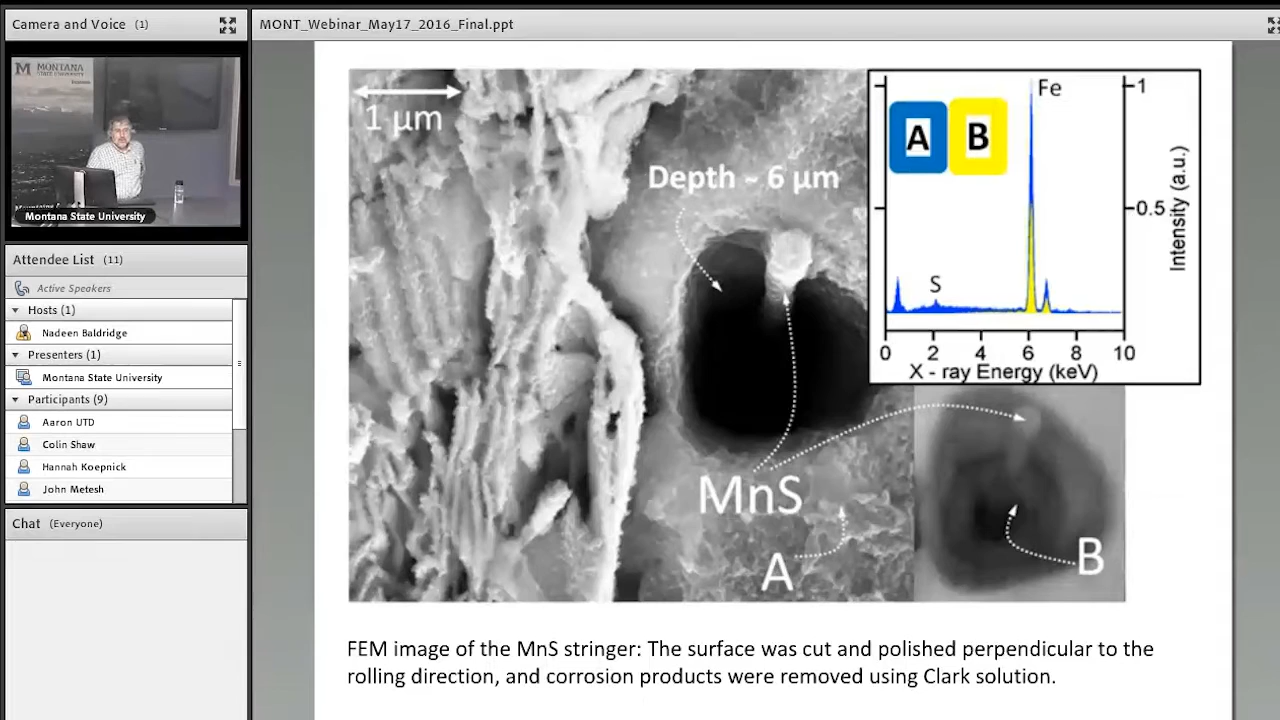 Camera and Voice (1)
MONT_Webinar_May17_2016_Final.ppt
M MONTANA
STATE UNIVERSITY
Montana State University
Attendee List (11)
Active Speakers
Hosts (1)
Nadeen Baldridge
Presenters (1)
Montana State University
Participants (9)
Aaron UTD
Colin Shaw
Hannah Koepnick
John Metesh
Chat (Everyone)
1 µm
Depth ~ 6 µm
MnS
A
B
A B
Fe
S
1
0.5
Intensity (a.u.)
0 2 4 6 8 10
X - ray Energy (keV)
FEM image of the MnS stringer: The surface was cut and polished perpendicular to the
rolling direction, and corrosion products were removed using Clark solution.